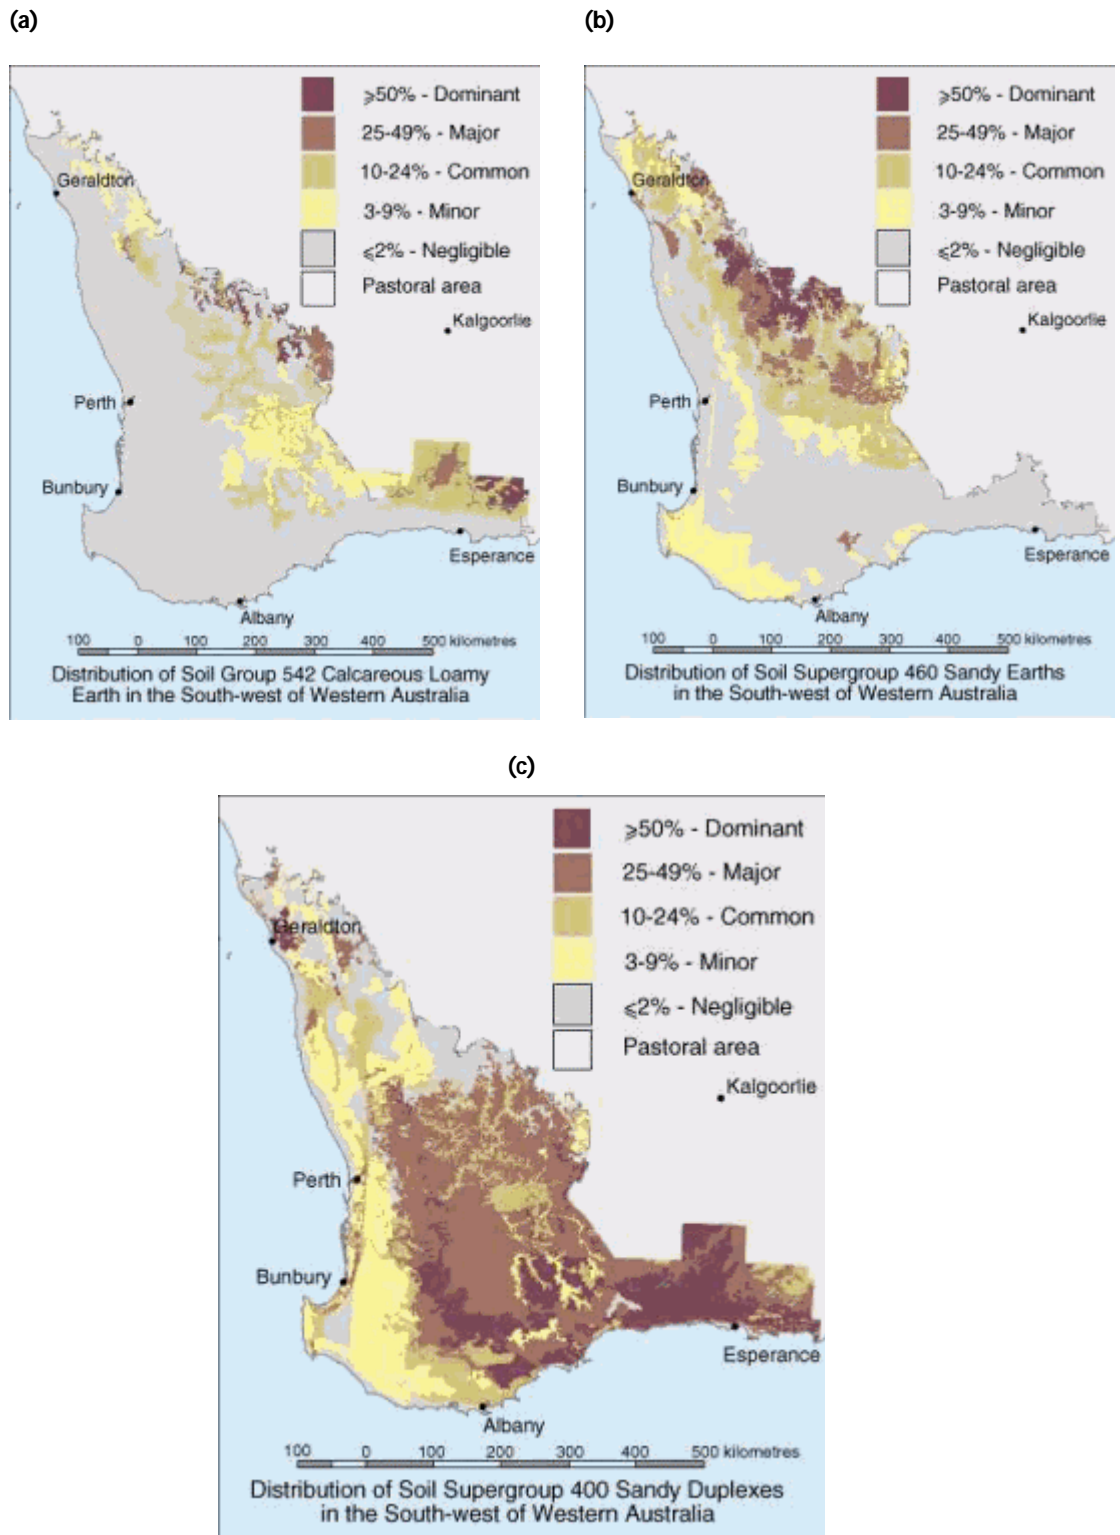 (a)
⩾50% - Dominant
25-49% - Major
10-24% - Common
3-9% - Minor
⩽2% - Negligible
Pastoral area
Geraldton
Kalgoorlie
Perth
Bunbury
Esperance
Albany
100 0 100 200 300 400 500 kilometres
Distribution of Soil Group 542 Calcareous Loamy
Earth in the South-west of Western Australia
(b)
⩾50% - Dominant
25-49% - Major
10-24% - Common
3-9% - Minor
⩽2% - Negligible
Pastoral area
Geraldton
Kalgoorlie
Perth
Bunbury
Esperance
Albany
100 0 100 200 300 400 500 kilometres
Distribution of Soil Supergroup 460 Sandy Earths
in the South-west of Western Australia
(c)
⩾50% - Dominant
25-49% - Major
10-24% - Common
3-9% - Minor
⩽2% - Negligible
Pastoral area
Geraldton
Kalgoorlie
Perth
Bunbury
Esperance
Albany
100 0 100 200 300 400 500 kilometres
Distribution of Soil Supergroup 400 Sandy Duplexes
in the South-west of Western Australia